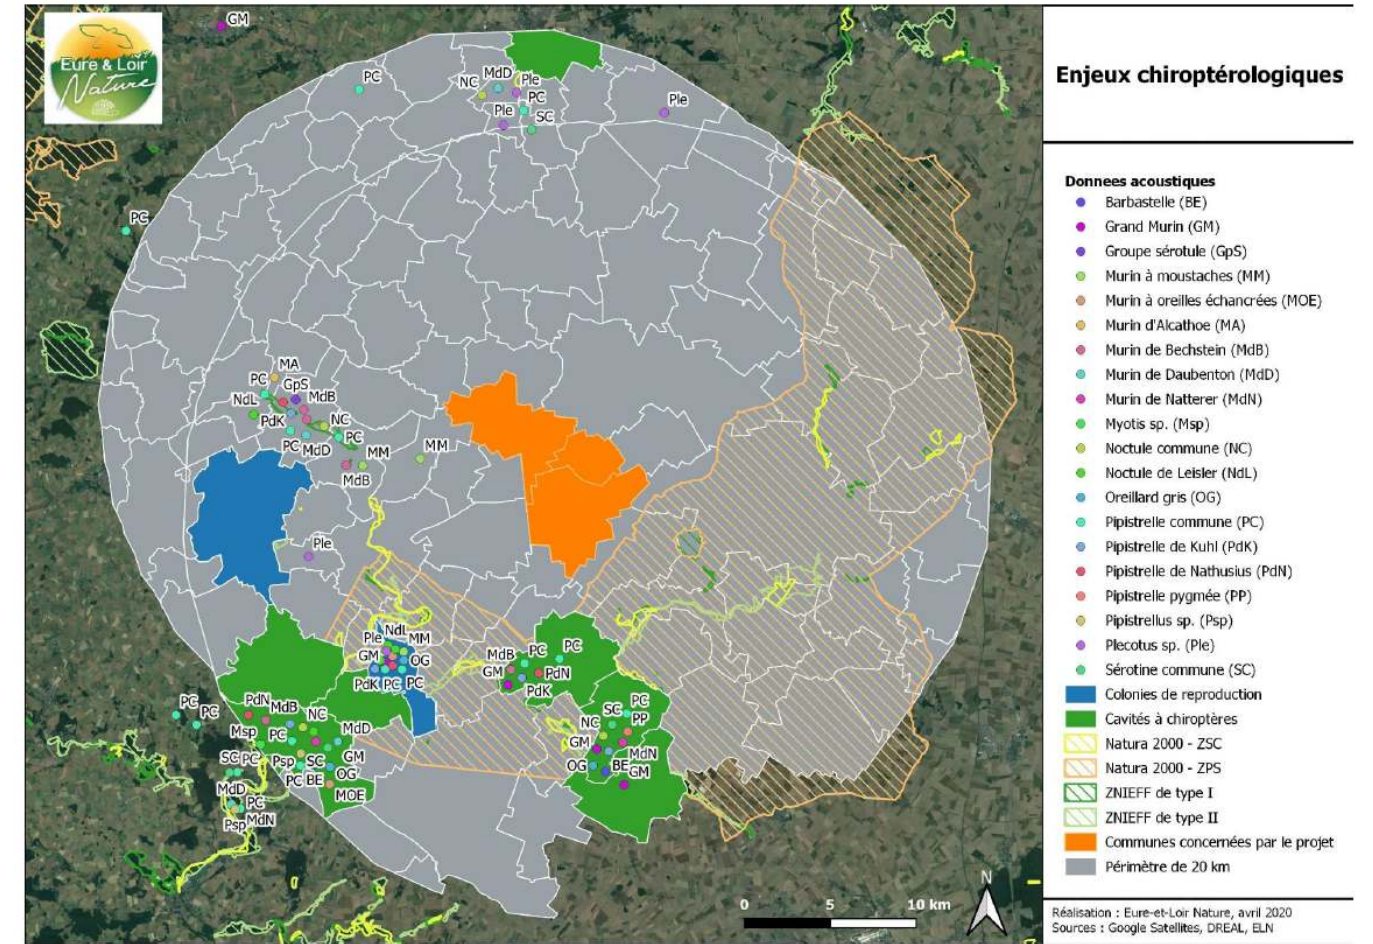 Eure & Loir
Nature
GM
PC
NC
MdD
Ple
PC
Ple
SC
Ple
PC
MA
PC
GpS
NdL
MdB
PdK
NC
PC
MdD
PC
MM
MM
MdB
Ple
NdL
Ple
MM
GM
OG
PdK
PC
PC
MdB
PC
PC
GM
PdN
PdK
PC
PC
PdN
MdB
NC
Msp
PC
MdD
SC
PC
Psp
SC
GM
PC
BE
OG
MOE
MdD
PC
Psp
MdN
SC
PC
NC
PP
GM
MdN
OG
BE
GM
0
5
10 km
N
Enjeux chiroptérologiques
Donnees acoustiques
Barbastelle (BE)
Grand Murin (GM)
Groupe sérotule (GpS)
Murin à moustaches (MM)
Murin à oreilles échancrées (MOE)
Murin d'Alcathoe (MA)
Murin de Bechstein (MdB)
Murin de Daubenton (MdD)
Murin de Natterer (MdN)
Myotis sp. (Msp)
Noctule commune (NC)
Noctule de Leisler (NdL)
Oreillard gris (OG)
Pipistrelle commune (PC)
Pipistrelle de Kuhl (PdK)
Pipistrelle de Nathusius (PdN)
Pipistrelle pygmée (PP)
Pipistrellus sp. (Psp)
Plecotus sp. (Ple)
Sérotine commune (SC)
Colonies de reproduction
Cavités à chiroptères
Natura 2000 - ZSC
Natura 2000 - ZPS
ZNIEFF de type I
ZNIEFF de type II
Communes concernées par le projet
Périmètre de 20 km
Réalisation : Eure-et-Loir Nature, avril 2020
Sources : Google Satellites, DREAL, ELN